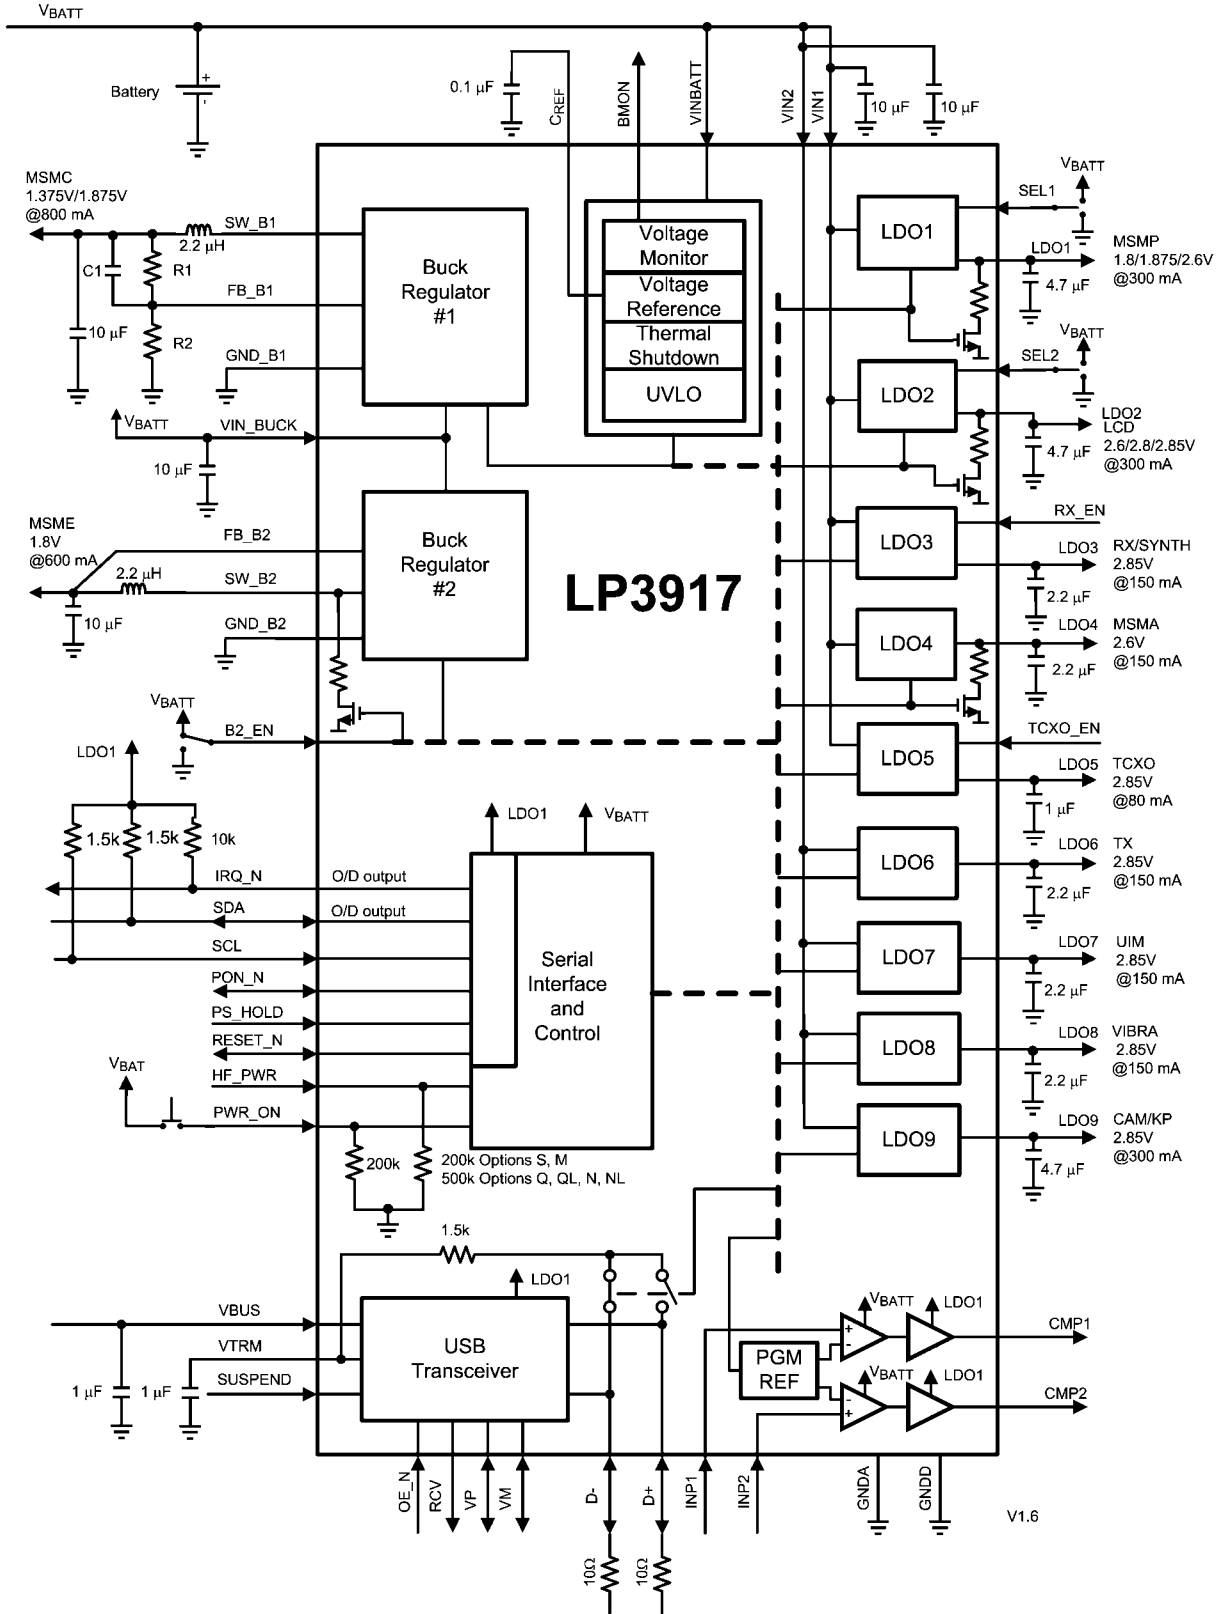 VBATT
Battery
+
-
0.1 µF
CREF
BMON
VINBATT
VIN2
VIN1
10 µF
10 µF
MSMC
1.375V/1.875V
@800 mA
SW_B1
2.2 µH
C1
R1
FB_B1
10 µF
R2
GND_B1
Buck
Regulator
#1
VBATT
VIN_BUCK
10 µF
MSME
1.8V
@600 mA
FB_B2
2.2 µH
SW_B2
10 µF
GND_B2
Buck
Regulator
#2
VBATT
B2_EN
Voltage
Monitor
Voltage
Reference
Thermal
Shutdown
UVLO
LP3917
LDO1
SEL1
VBATT
LDO1
MSMP
1.8/1.875/2.6V
@300 mA
4.7 µF
LDO2
SEL2
VBATT
LDO2
LCD
2.6/2.8/2.85V
@300 mA
4.7 µF
LDO3
RX_EN
LDO3 RX/SYNTH
2.85V
@150 mA
2.2 µF
LDO4
LDO4 MSMA
2.6V
@150 mA
2.2 µF
LDO5
TCXO_EN
LDO5 TCXO
2.85V
@80 mA
1 µF
LDO6
LDO6 TX
2.85V
@150 mA
2.2 µF
LDO7
LDO7 UIM
2.85V
@150 mA
2.2 µF
LDO8
LDO8 VIBRA
2.85V
@150 mA
2.2 µF
LDO9
LDO9 CAM/KP
2.85V
@300 mA
4.7 µF
LDO1
1.5k
1.5k
10k
IRQ_N
O/D output
SDA
O/D output
SCL
PON_N
PS_HOLD
RESET_N
HF_PWR
VBAT
PWR_ON
LDO1
VBATT
Serial
Interface
and
Control
200k
200k Options S, M
500k Options Q, QL, N, NL
1.5k
LDO1
VBUS
VTRM
SUSPEND
1 µF
1 µF
USB
Transceiver
OE_N
RCV
VP
VM
D-
D+
10Ω
10Ω
INP1
INP2
PGM
REF
+
-
-
+
VBATT
LDO1
CMP1
VBATT
LDO1
CMP2
GNDA
GNDD
V1.6